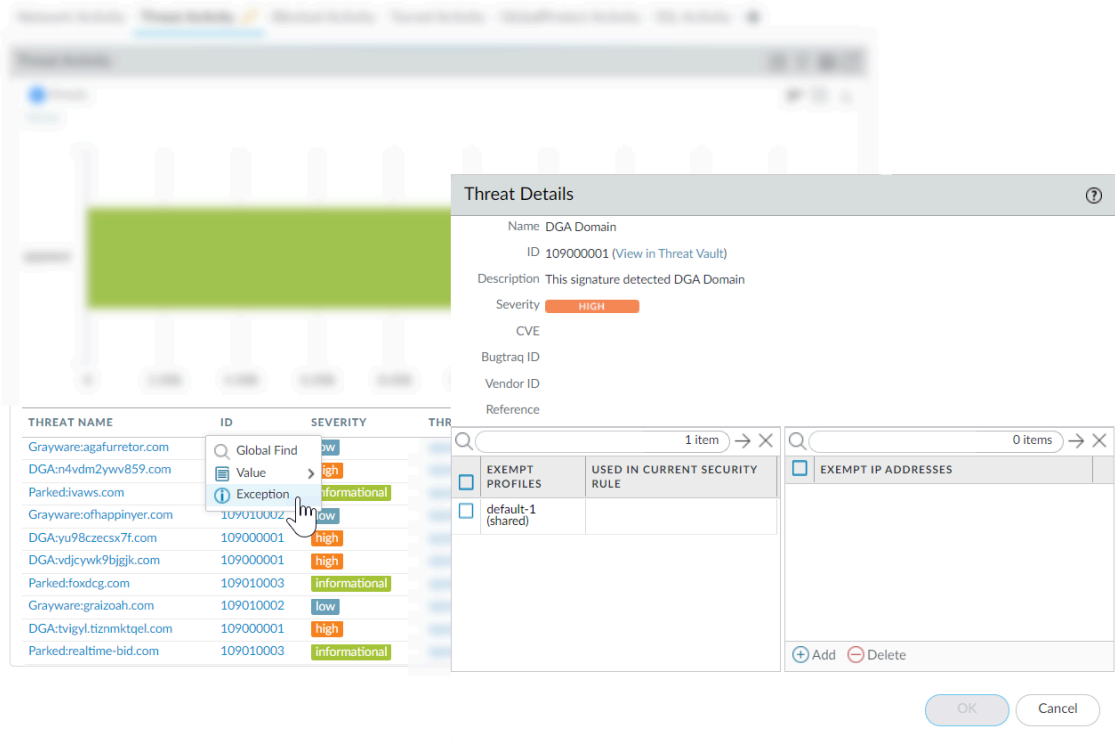 Threat Details
?
Name DGA Domain
ID 109000001 (View in Threat Vault)
Description This signature detected DGA Domain
Severity HIGH
CVE
Bugtraq ID
Vendor ID
Reference
1 item
EXEMPT PROFILES USED IN CURRENT SECURITY RULE
default-1 (shared)
0 items
EXEMPT IP ADDRESSES
Add Delete
OK Cancel
THREAT NAME ID SEVERITY THR
Grayware:agafurretor.com ow
DGA:n4vdm2ywv859.com igh
Parked:ivaws.com nformational
Grayware:ofhappinyer.com 109010002 low
DGA:yu98czecsx7f.com 109000001 high
DGA:vdjcywk9bjgjk.com 109000001 high
Parked:foxdcg.com 109010003 informational
Grayware:graizoah.com 109010002 low
DGA:tvigyl.tiznmktqel.com 109000001 high
Parked:realtime-bid.com 109010003 informational
Global Find
Value
Exception